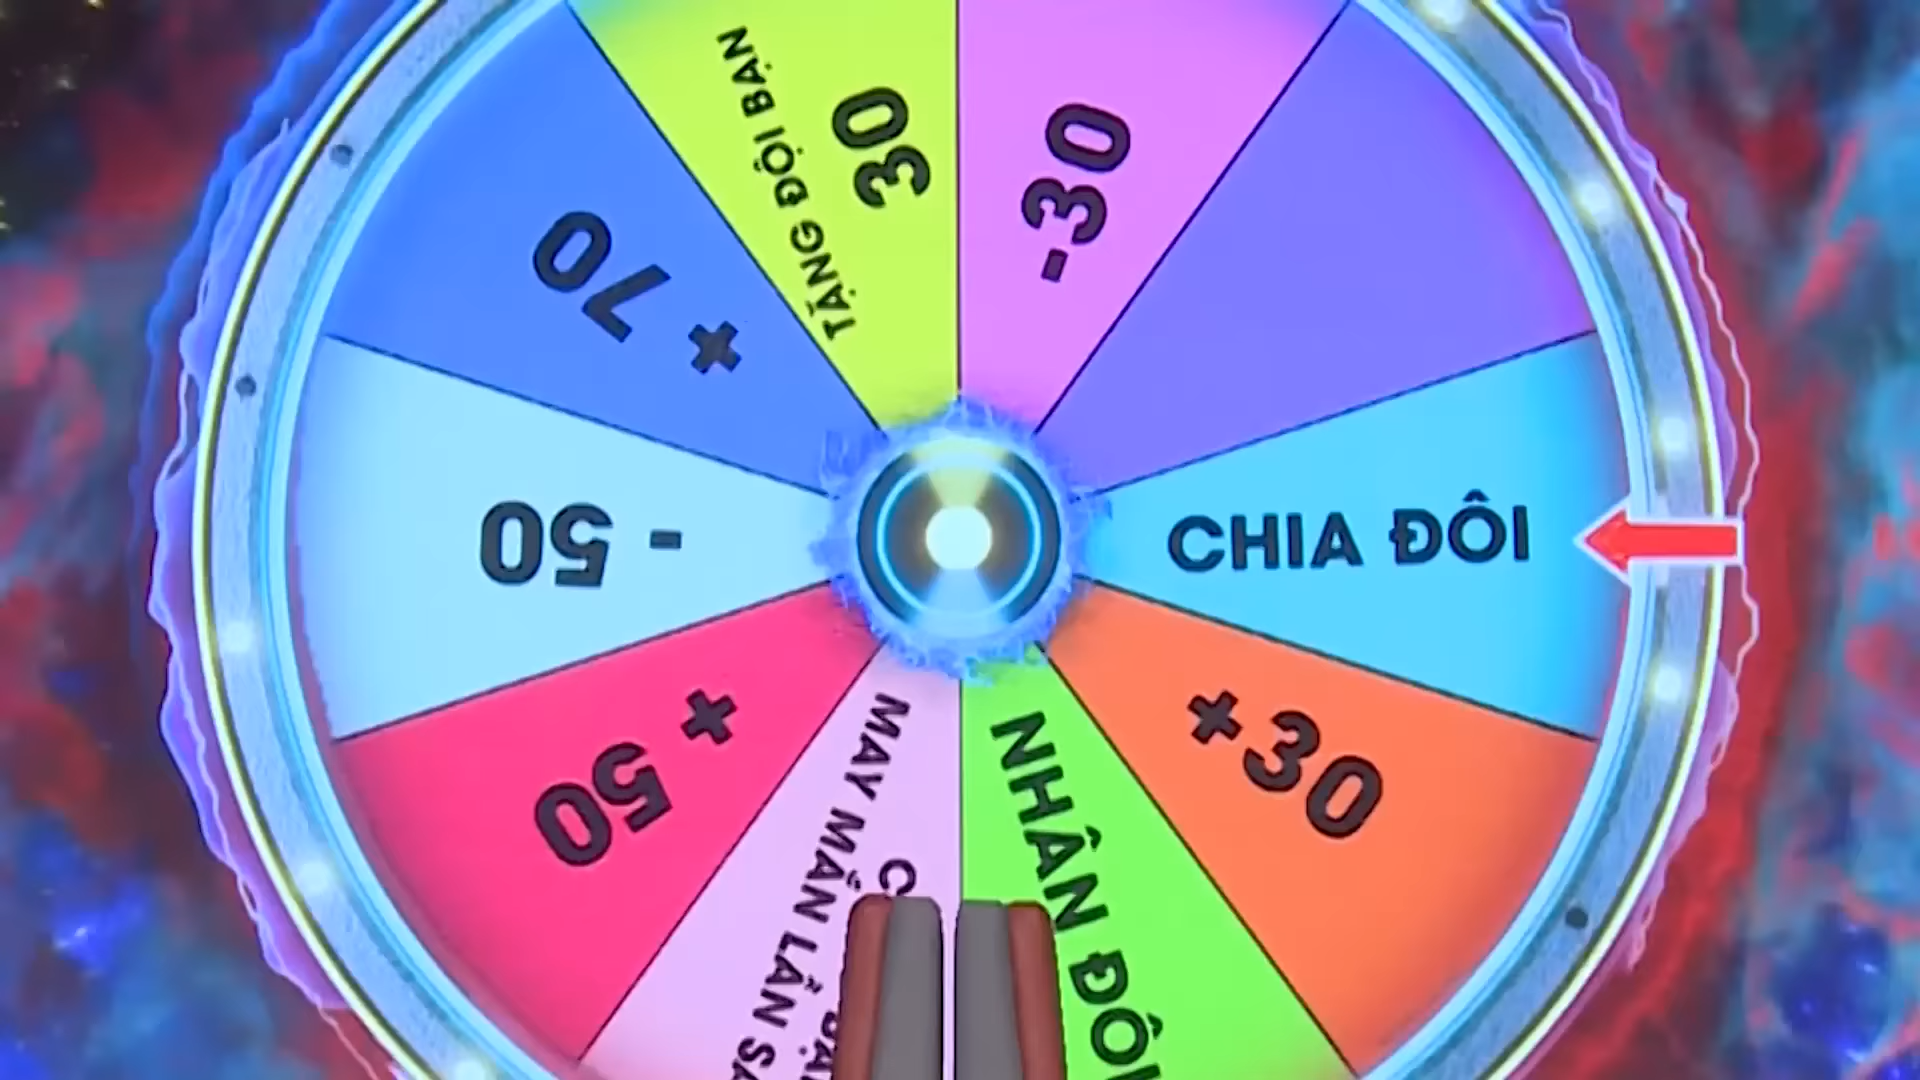 TẶNG ĐỘI BẠN
30
-30
+ 70
CHIA ĐÔI
- 50
+30
+ 50
NHÂN ĐÔI
MAY MẮN LẦN